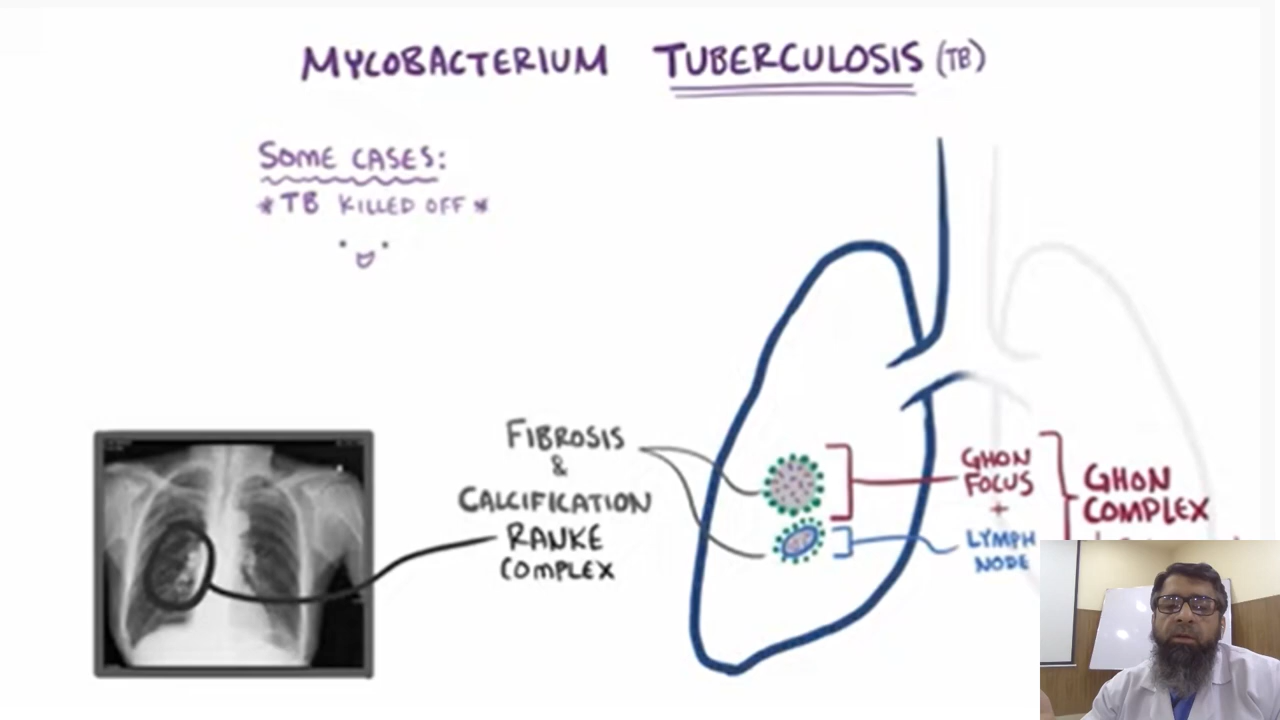 MYCOBACTERIUM TUBERCULOSIS (TB)
SOME CASES:
*TB KILLED OFF*
FIBROSIS
&
CALCIFICATION
RANKE
COMPLEX
GHON
FOCUS
+
LYMPH
NODE
GHON
COMPLEX